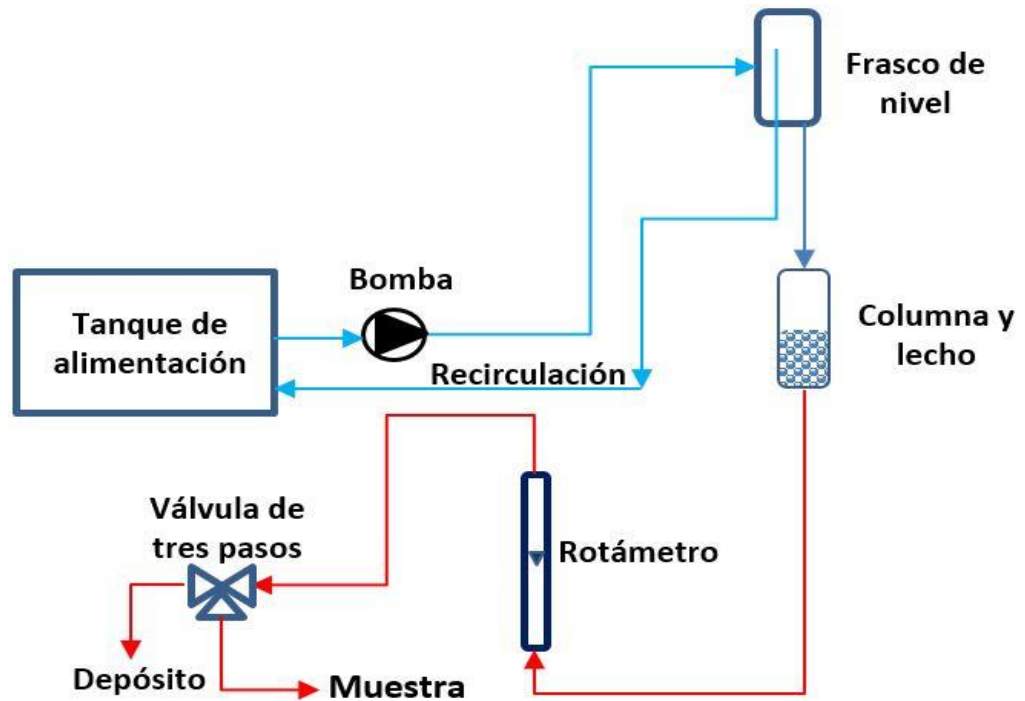 Frasco de
nivel
Bomba
Tanque de
alimentación
Columna y
lecho
Recirculación
Válvula de
tres pasos
Rotámetro
Depósito
Muestra